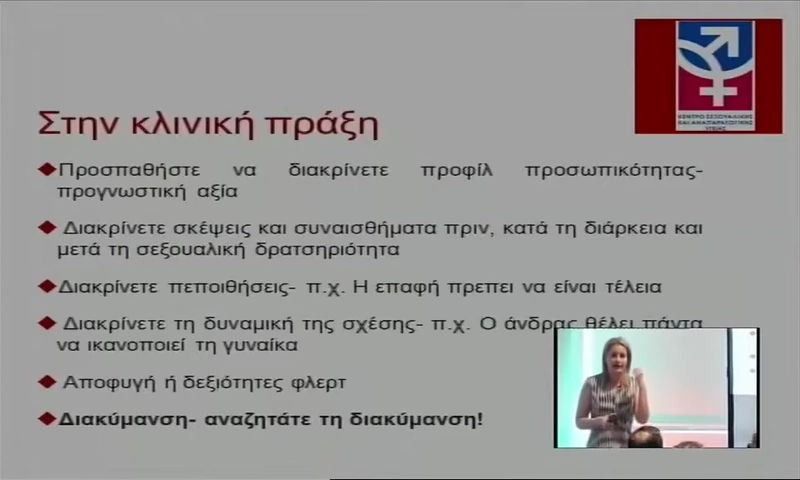 ΚΕΝΤΡΟ ΣΕΞΟΥΑΛΙΚΗΣ
ΚΑΙ ΑΝΑΠΑΡΑΓΩΓΙΚΗΣ
ΥΓΕΙΑΣ
Στην κλινική πράξη
Προσπαθήστε να διακρίνετε προφίλ προσωπικότητας-
προγνωστική αξία
Διακρίνετε σκέψεις και συναισθήματα πριν, κατά τη διάρκεια και
μετά τη σεξουαλική δρατσηριότητα
Διακρίνετε πεποιθήσεις- π.χ. Η επαφή πρεπει να είναι τέλεια
Διακρίνετε τη δυναμική της σχέσης- π.χ. Ο άνδρας θέλει πάντα
να ικανοποιεί τη γυναίκα
Αποφυγή ή δεξιότητες φλερτ
Διακύμανση- αναζητάτε τη διακύμανση!